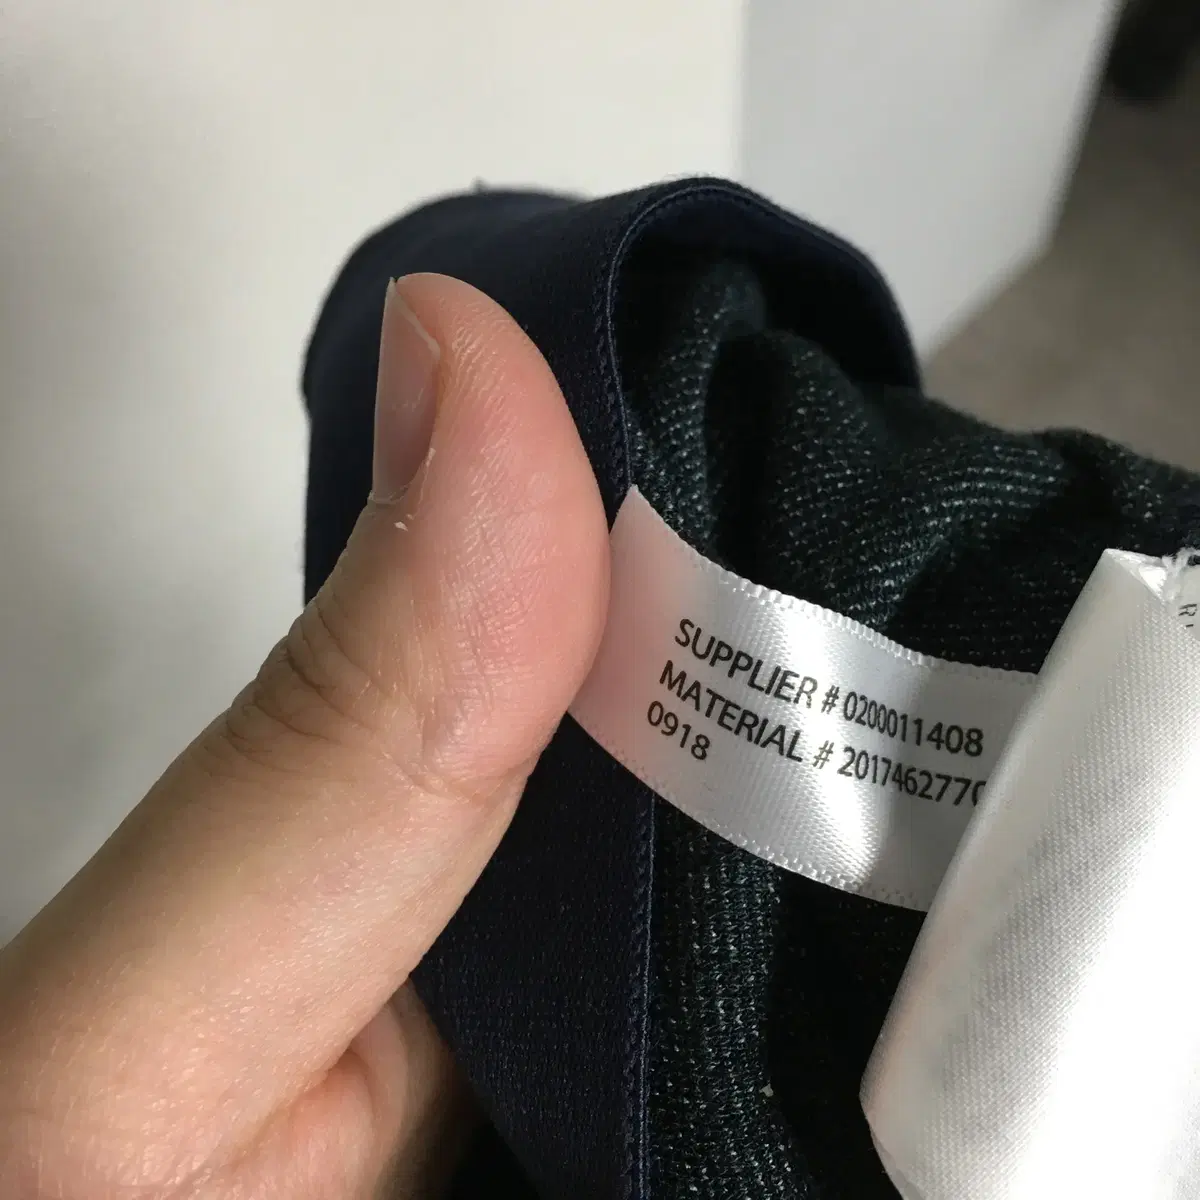 SUPPLIER # 0200011408
MATERIAL # 201746277
0918